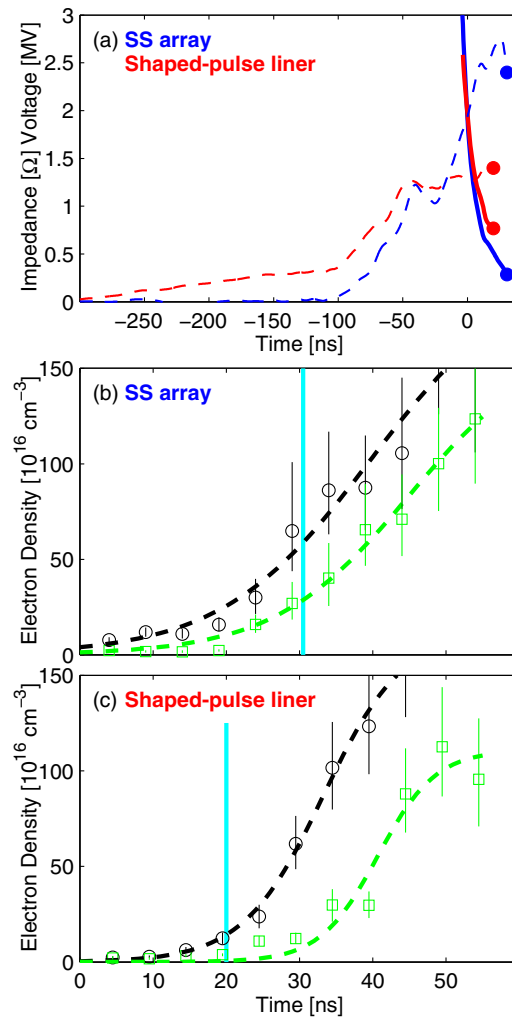 (a) SS array
Shaped-pulse liner
Impedance [Ω] Voltage [MV]
3
2.5
2
1.5
1
0.5
0
−250 −200 −150 −100 −50 0
Time [ns]
(b) SS array
Electron Density [10^16 cm^−3]
150
100
50
0
(c) Shaped-pulse liner
Electron Density [10^16 cm^−3]
150
100
50
0
0 10 20 30 40 50
Time [ns]